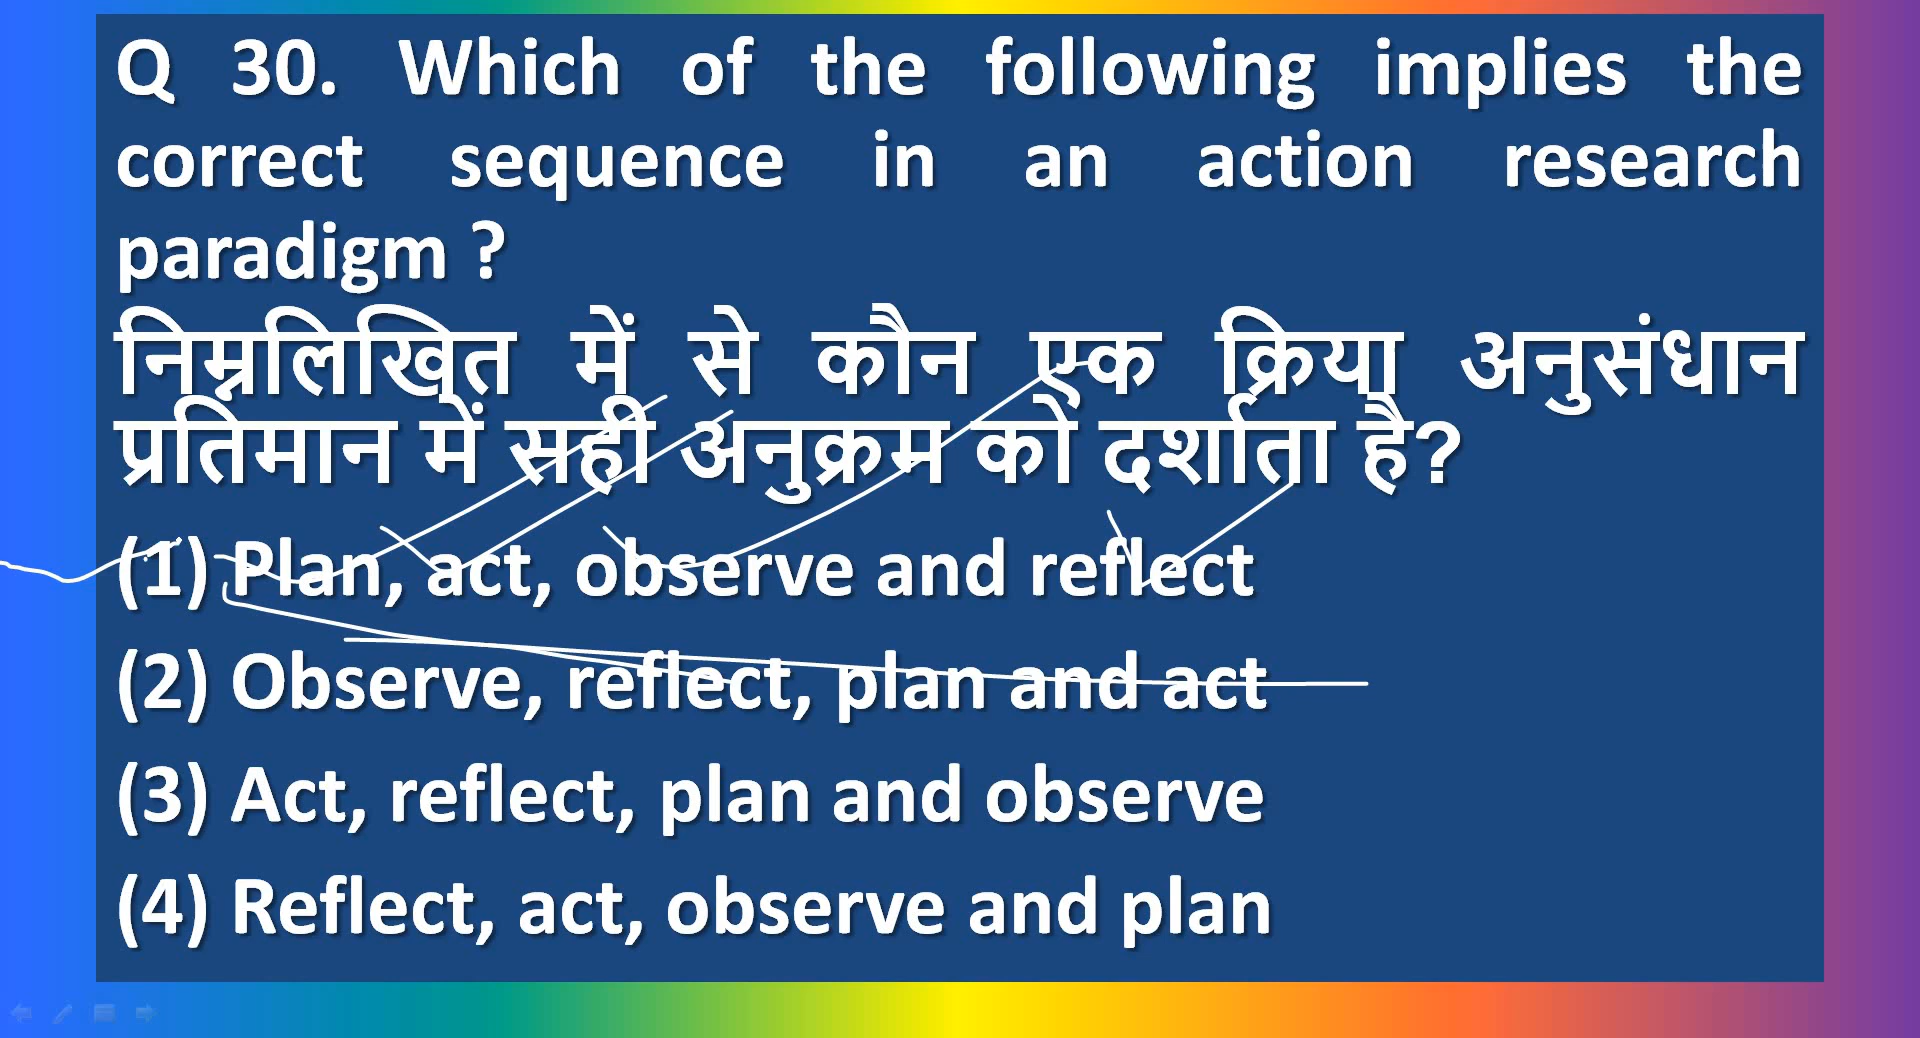 Q 30. Which of the following implies the
correct sequence in an action research
paradigm ?
निम्नलिखित में से कौन एक क्रिया अनुसंधान
प्रतिमान में सही अनुक्रम को दर्शाता है?
(1) Plan, act, observe and reflect
(2) Observe, reflect, plan and act
(3) Act, reflect, plan and observe
(4) Reflect, act, observe and plan